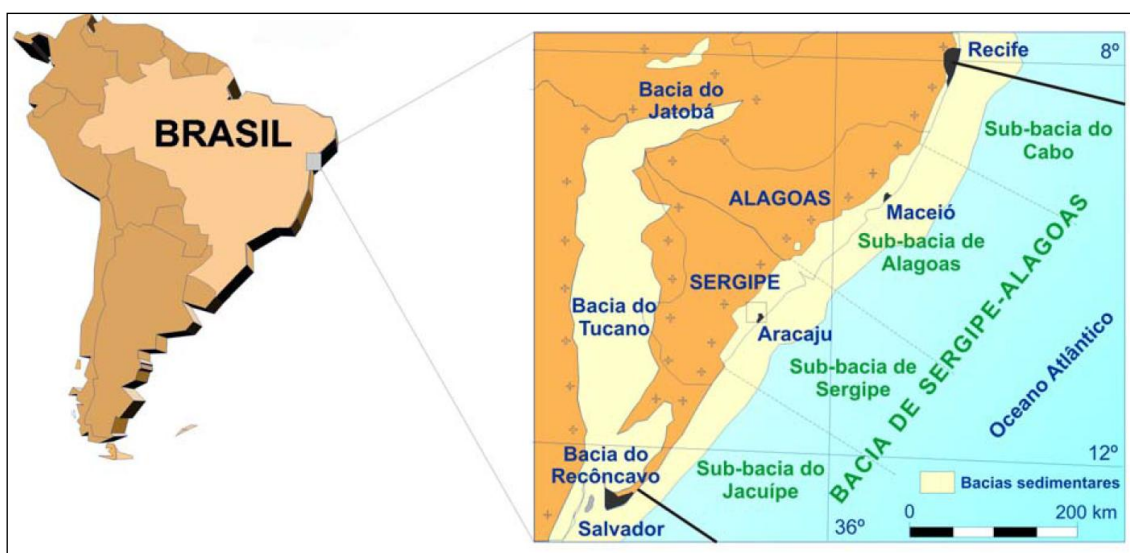 BRASIL
Recife
8º
Bacia do
Jatobá
Sub-bacia do
Cabo
ALAGOAS
Maceió
Sub-bacia de
Alagoas
SERGIPE
Bacia do
Tucano
Aracaju
Sub-bacia de
Sergipe
BACIA DE SERGIPE-ALAGOAS
Oceano Atlântico
Bacia do
Recôncavo
Sub-bacia do
Jacuípe
12º
Bacias sedimentares
0
200 km
Salvador
36º